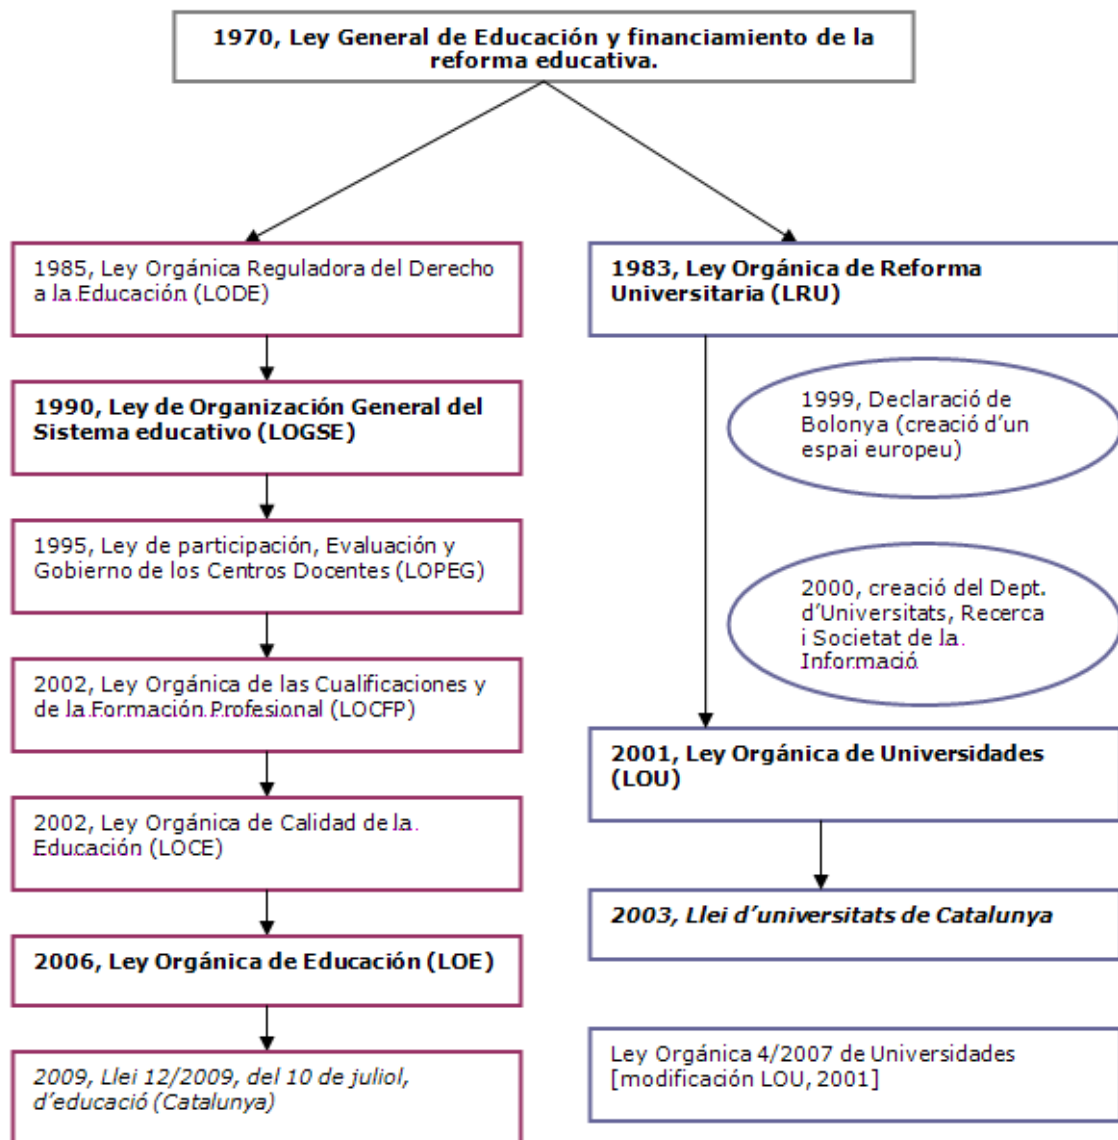 1970, Ley General de Educación y financiamiento de la
reforma educativa.
1985, Ley Orgánica Reguladora del Derecho
a la Educación (LODE)
1990, Ley de Organización General del
Sistema educativo (LOGSE)
1995, Ley de participación, Evaluación y
Gobierno de los Centros Docentes (LOPEG)
2002, Ley Orgánica de las Cualificaciones y
de la Formación Profesional (LOCFP)
2002, Ley Orgánica de Calidad de la
Educación (LOCE)
2006, Ley Orgánica de Educación (LOE)
2009, Llei 12/2009, del 10 de juliol,
d'educació (Catalunya)
1983, Ley Orgánica de Reforma
Universitaria (LRU)
1999, Declaració de
Bolonya (creació d'un
espai europeu)
2000, creació del Dept.
d'Universitats, Recerca
i Societat de la
Informació
2001, Ley Orgánica de Universidades
(LOU)
2003, Llei d'universitats de Catalunya
Ley Orgánica 4/2007 de Universidades
[modificación LOU, 2001]